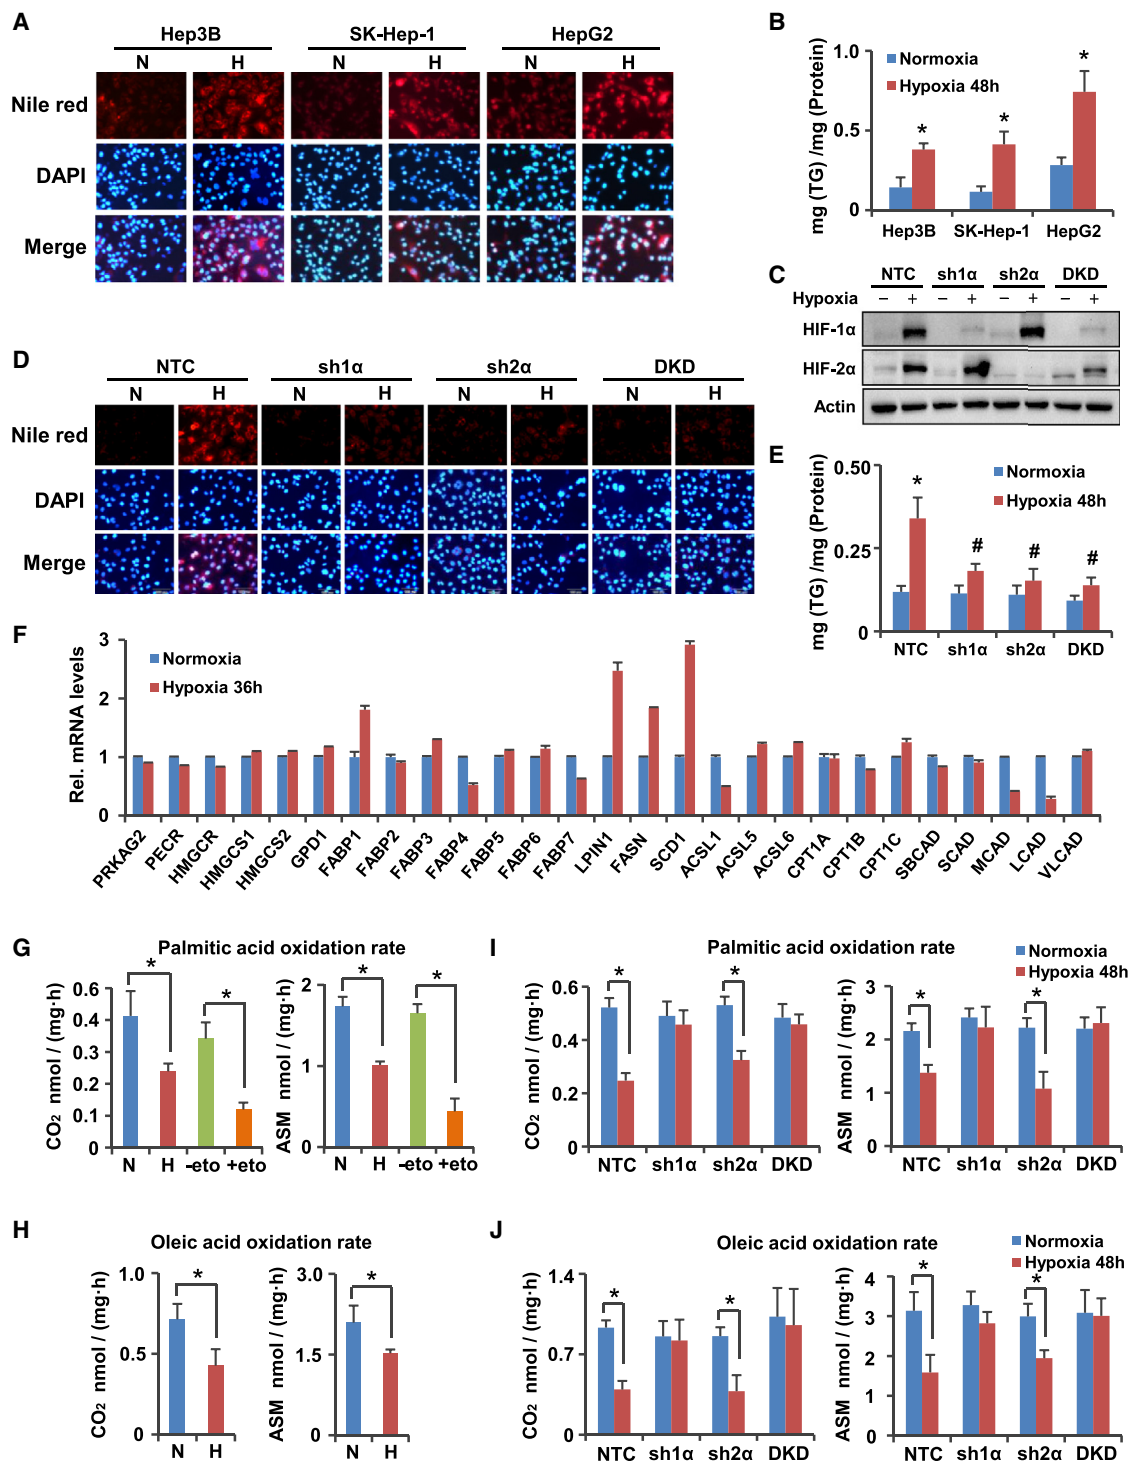 A
Hep3B SK-Hep-1 HepG2
N H N H N H
Nile red
DAPI
Merge
B
mg (TG) /mg (Protein)
1.0
0.5
0
Normoxia
Hypoxia 48h
* * *
Hep3B SK-Hep-1 HepG2
C
NTC sh1α sh2α DKD
Hypoxia − + − + − + − +
HIF-1α
HIF-2α
Actin
D
NTC sh1α sh2α DKD
N H N H N H N H
Nile red
DAPI
Merge
E
mg (TG) /mg (Protein)
0.50
0.25
0
Normoxia
Hypoxia 48h
* # # #
NTC sh1α sh2α DKD
F
Rel. mRNA levels
3
2
1
0
Normoxia
Hypoxia 36h
PRKAG2 PECR HMGCR HMGCS1 HMGCS2 GPD1 FABP1 FABP2 FABP3 FABP4 FABP5 FABP6 FABP7 LPIIN1 FASN SCD1 ACSL1 ACSL5 ACSL6 CPT1A CPT1B CPT1C SBCAD SCAD MCAD LCAD VLCAD
G
Palmitic acid oxidation rate
CO₂ nmol / (mg·h)
0.6
0.4
0.3
0.2
0.1
0
* *
N H -eto +eto
ASM nmol / (mg·h)
2
1
0
* *
N H -eto +eto
I
Palmitic acid oxidation rate
Normoxia
Hypoxia 48h
CO₂ nmol / (mg·h)
0.6
0.4
0.2
0
* *
NTC sh1α sh2α DKD
ASM nmol / (mg·h)
3
2
1
0
* *
NTC sh1α sh2α DKD
H
Oleic acid oxidation rate
CO₂ nmol / (mg·h)
1.0
0.5
0
*
N H
ASM nmol / (mg·h)
3.0
1.5
0
*
N H
J
Oleic acid oxidation rate
Normoxia
Hypoxia 48h
CO₂ nmol / (mg·h)
1.4
0.7
0
* *
NTC sh1α sh2α DKD
ASM nmol / (mg·h)
4
3
2
1
0
* *
NTC sh1α sh2α DKD